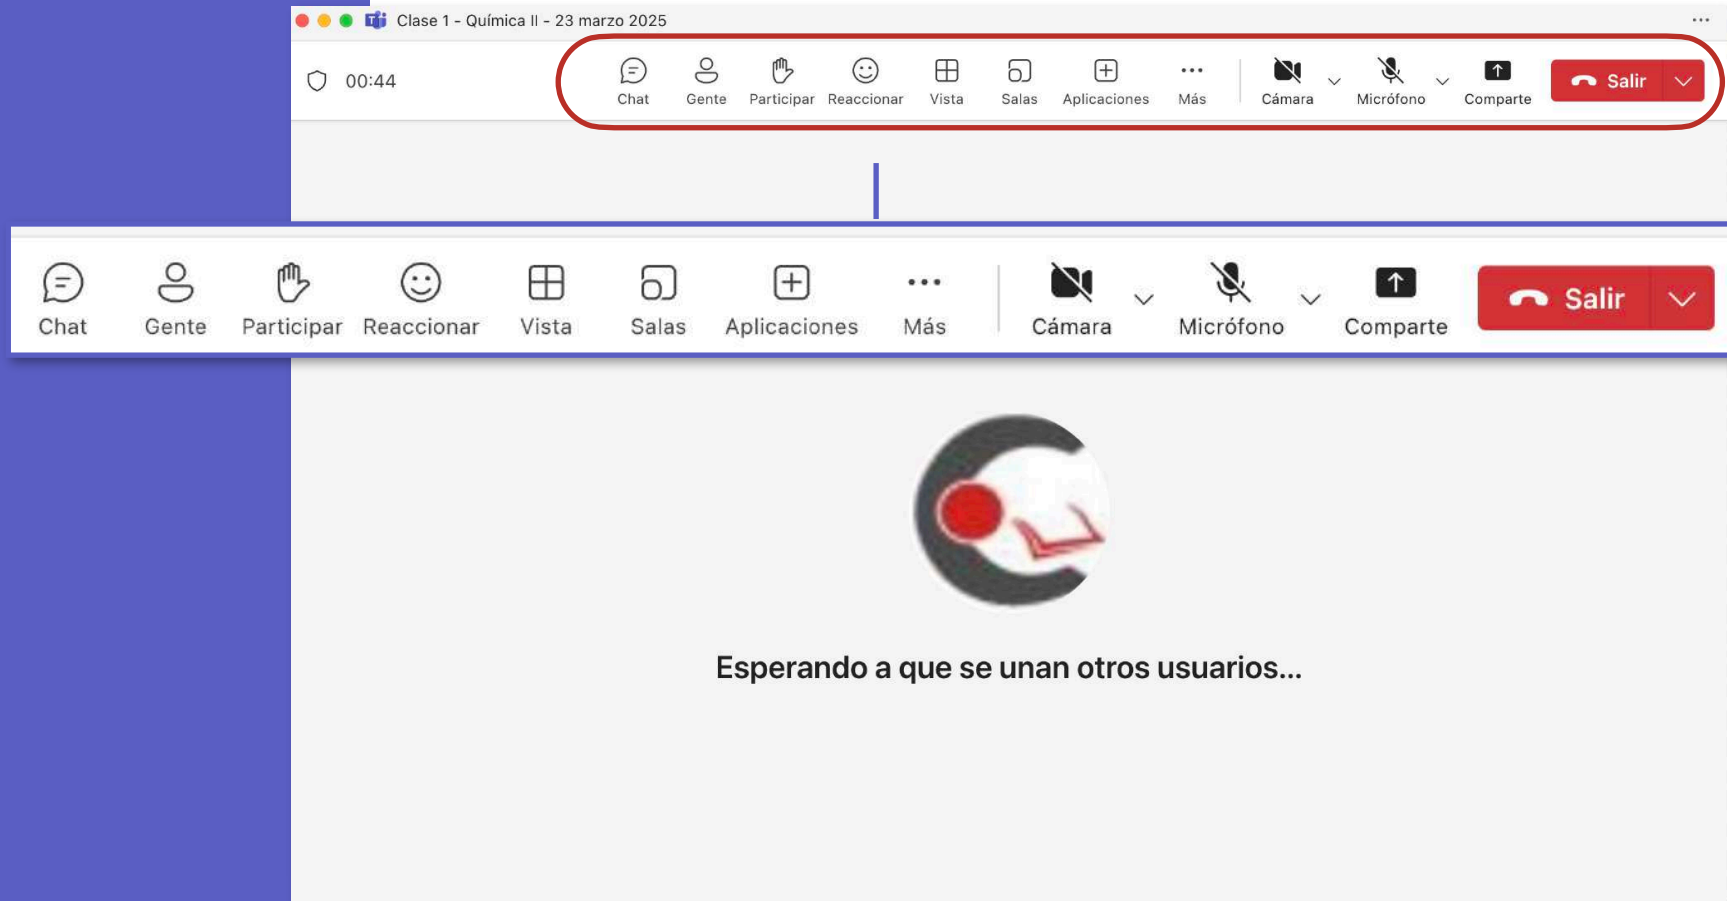 Clase 1 - Química II - 23 marzo 2025
00:44
Chat Gente Participar Reaccionar Vista Salas Aplicaciones Más Cámara Micrófono Comparte Salir
Chat Gente Participar Reaccionar Vista Salas Aplicaciones Más Cámara Micrófono Comparte Salir
Esperando a que se unan otros usuarios...